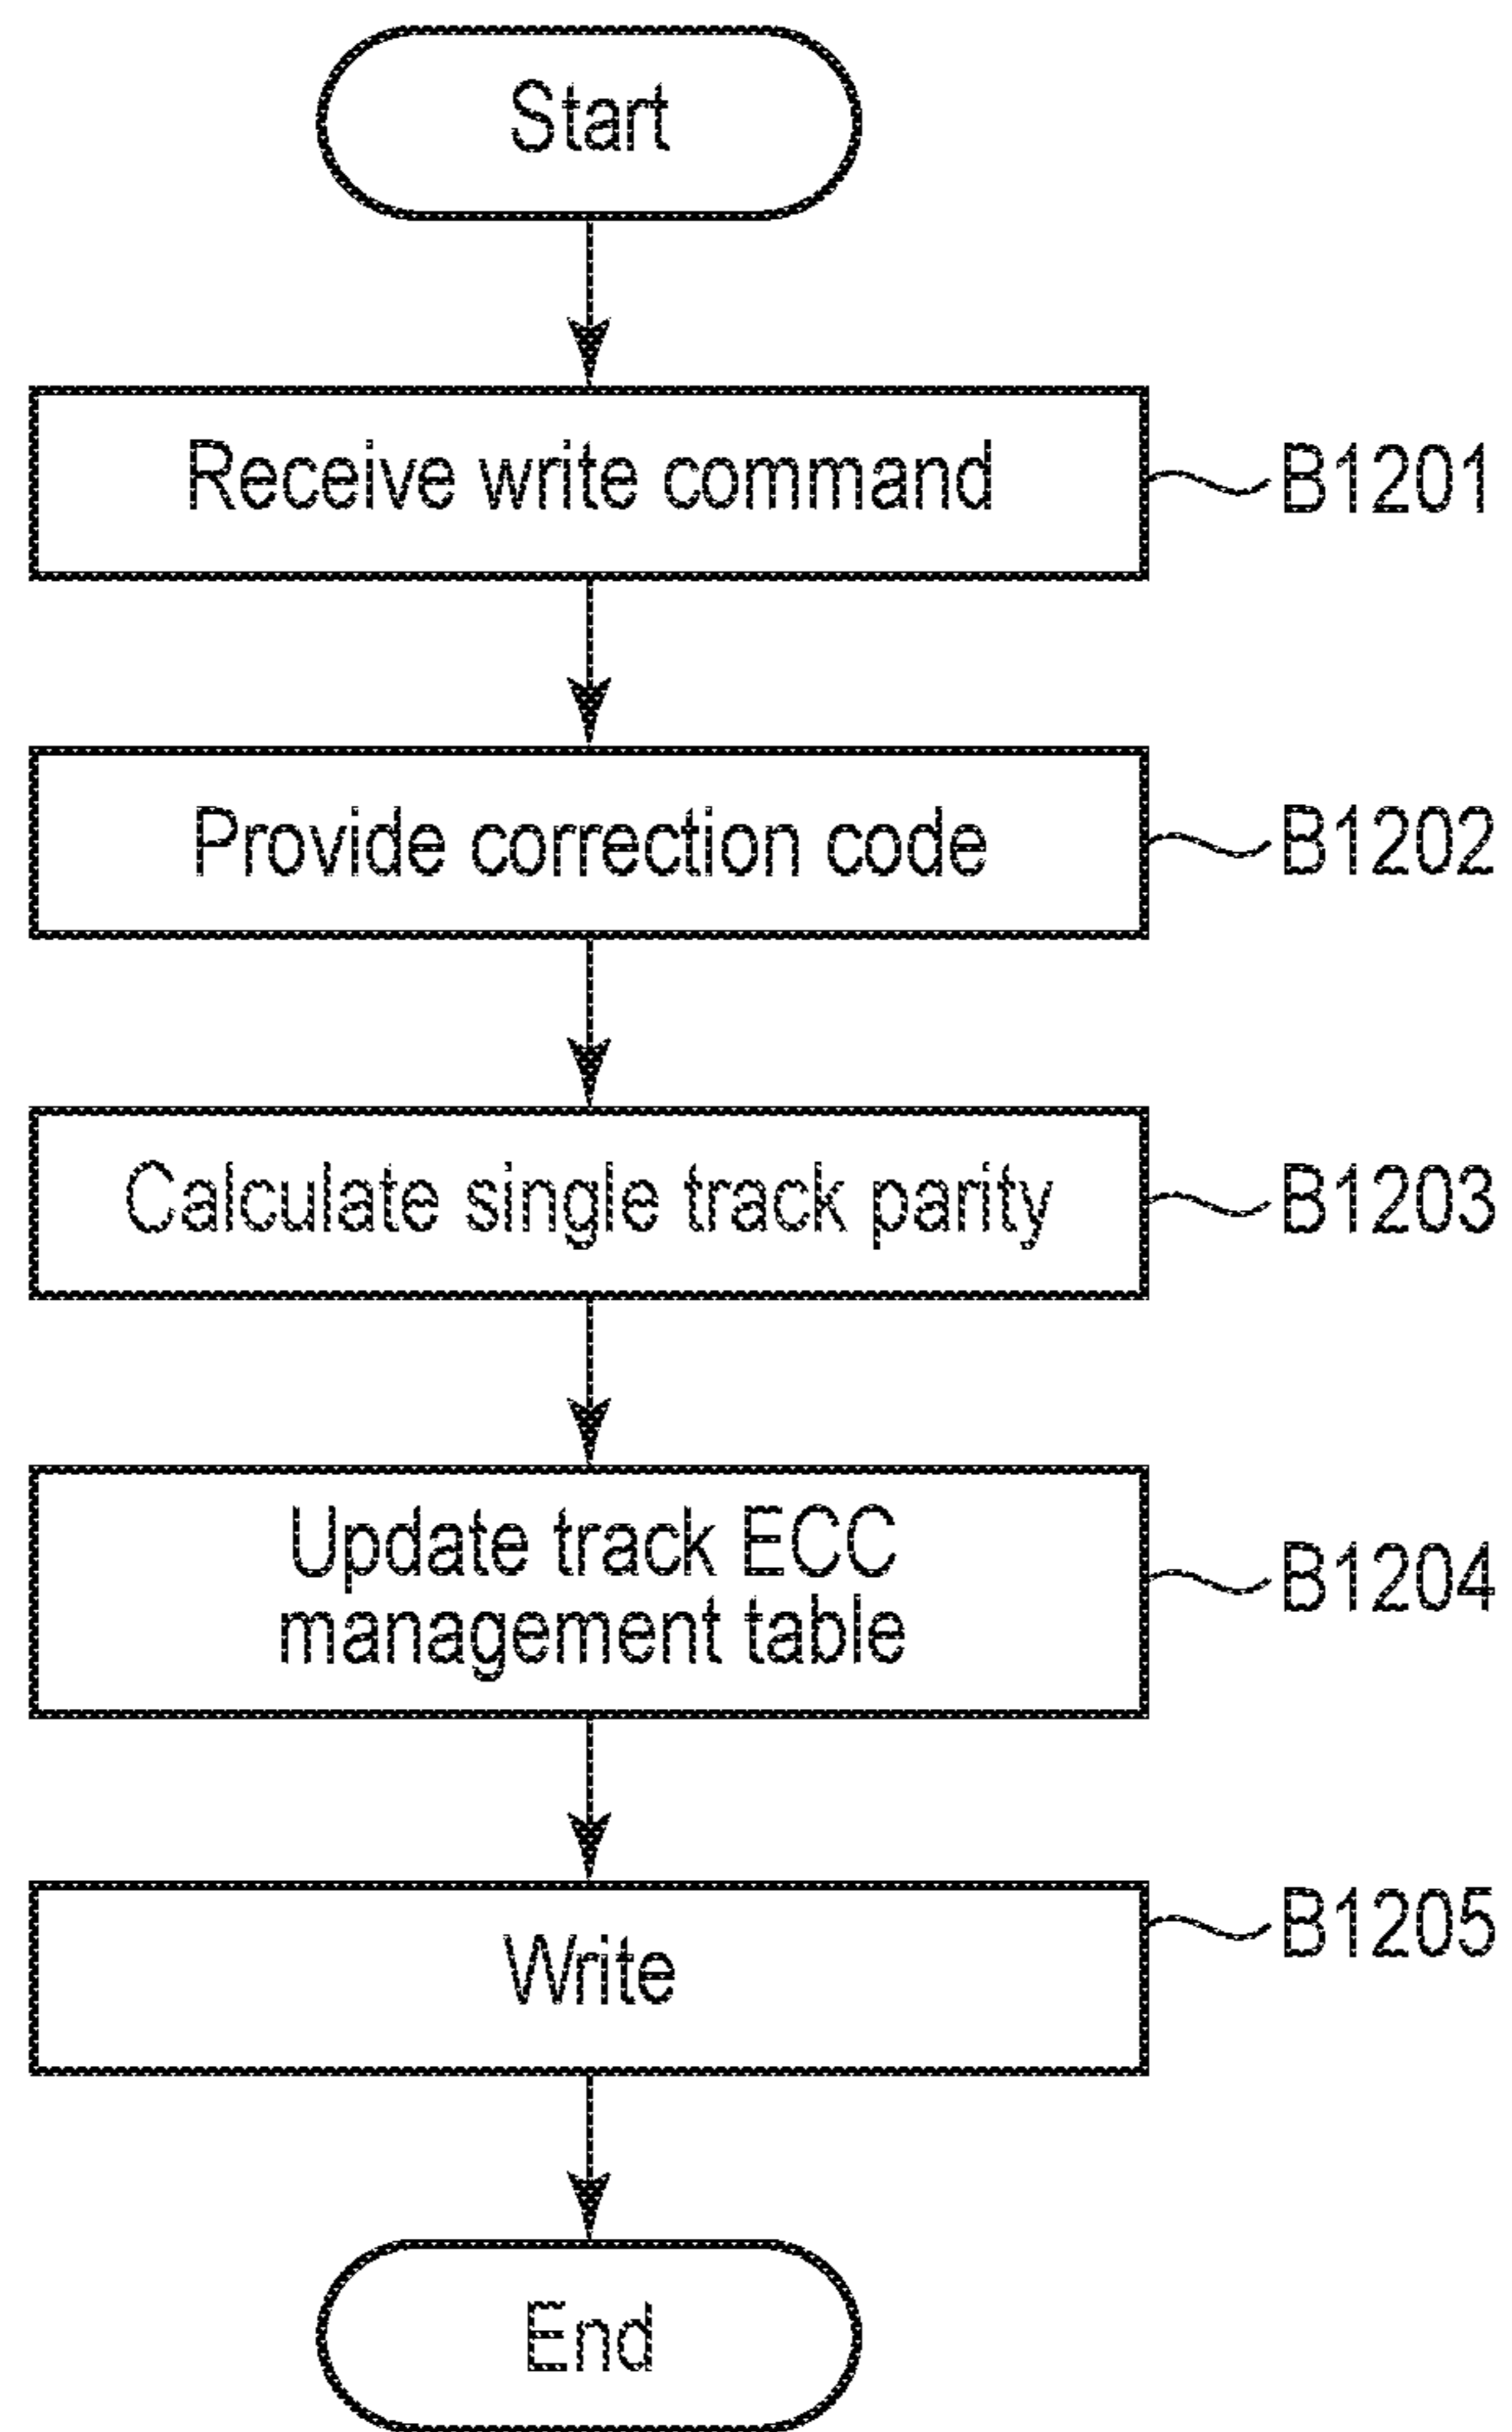 Start
Receive write command
B1201
Provide correction code
B1202
Calculate single track parity
B1203
Update track ECC
management table
B1204
Write
B1205
End